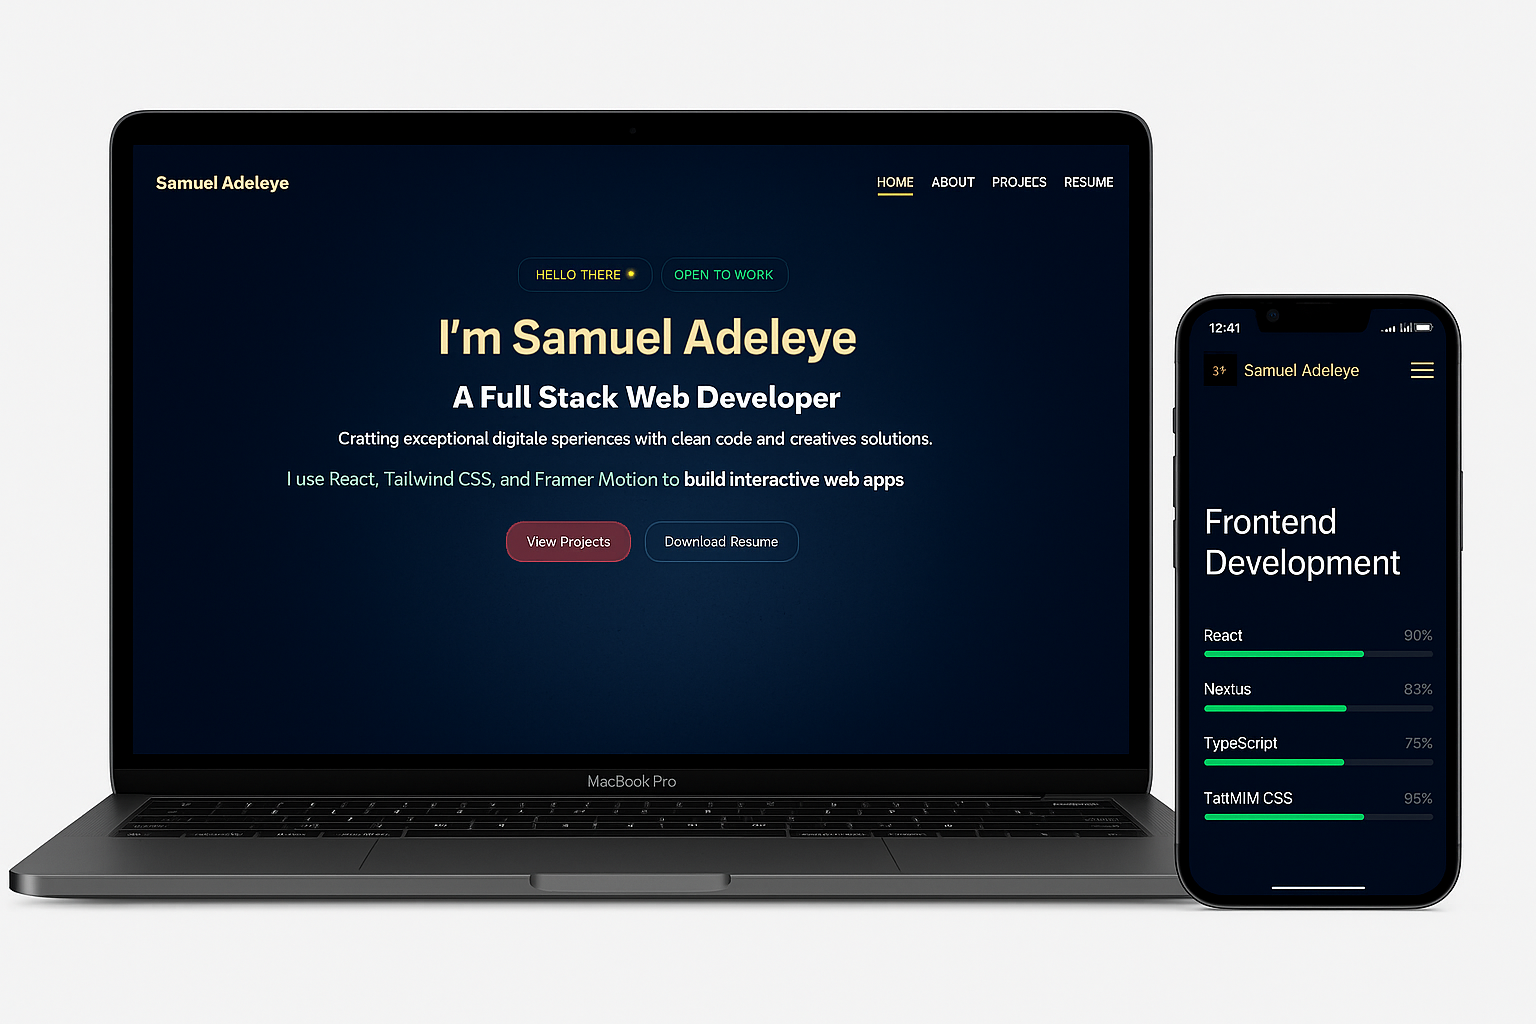 Samuel Adeleye
HOME ABOUT PROJEES RESUME
HELLO THERE
OPEN TO WORK
I'm Samuel Adeleye
A Full Stack Web Developer
Cratting exceptional digitale speriences with clean code and creatives solutions.
I use React, Tailwind CSS, and Framer Motion to build interactive web apps
View Projects
Download Resume
MacBook Pro
12:41
Samuel Adeleye
Frontend
Development
React 90%
Nextus 83%
TypeScript 75%
TattMIM CSS 95%